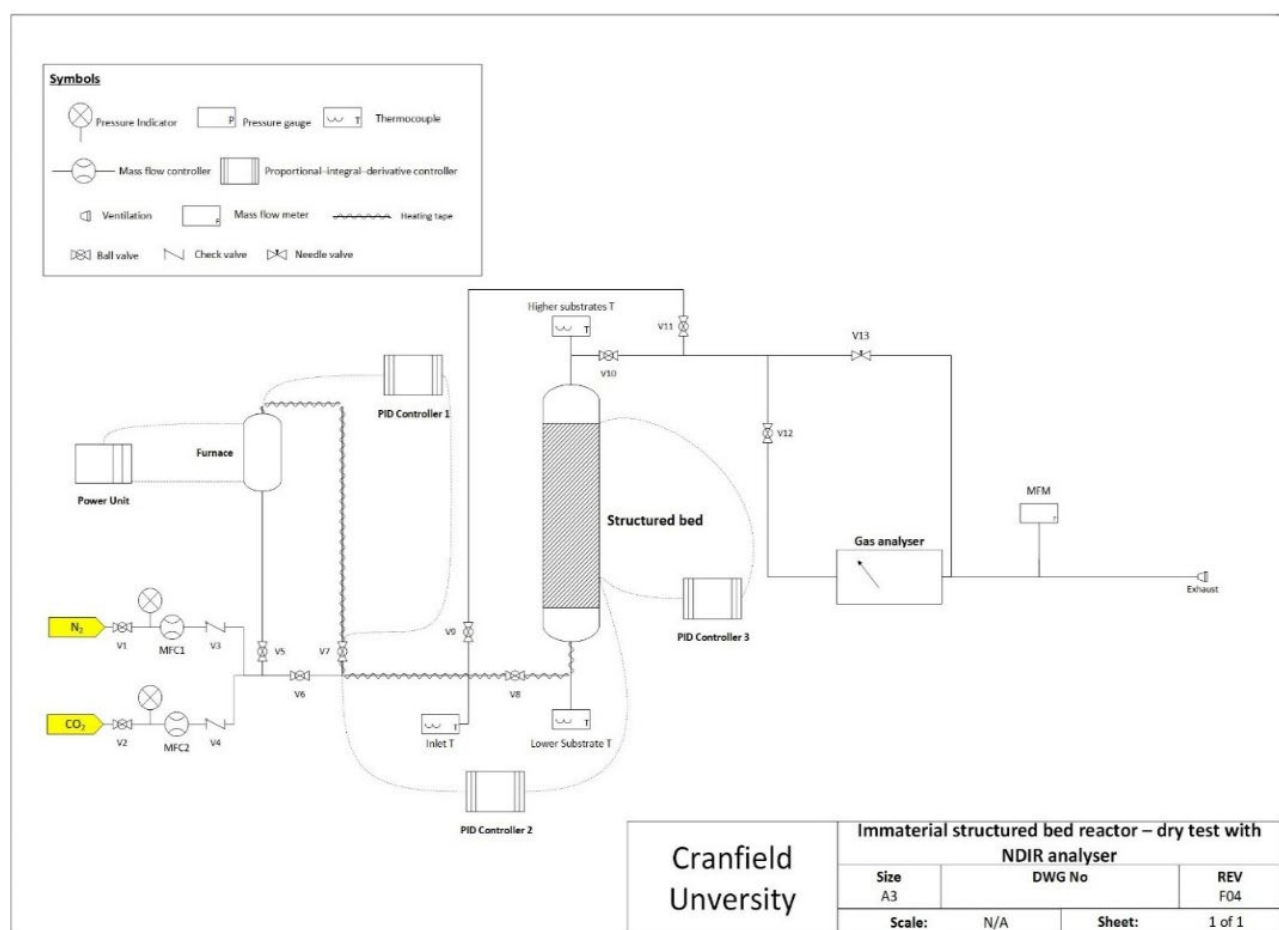 Symbols
Pressure Indicator
P
Pressure gauge
T
Thermocouple
Mass flow controller
Proportional–integral–derivative controller
Ventilation
F
Mass flow meter
Heating tape
Ball valve
Check valve
Needle valve
Higher substrates T
T
V11
V13
V10
PID Controller 1
Furnace
Power Unit
V12
Structured bed
MFM
F
Gas analyser
Exhaust
PID Controller 3
N2
V1
MFC1
V3
V5
V7
V9
V6
V8
CO2
V2
MFC2
V4
T
Inlet T
T
Lower Substrate T
PID Controller 2
Cranfield
Unversity
Immaterial structured bed reactor – dry test with
NDIR analyser
Size
A3
DWG No
REV
F04
Scale: N/A
Sheet: 1 of 1